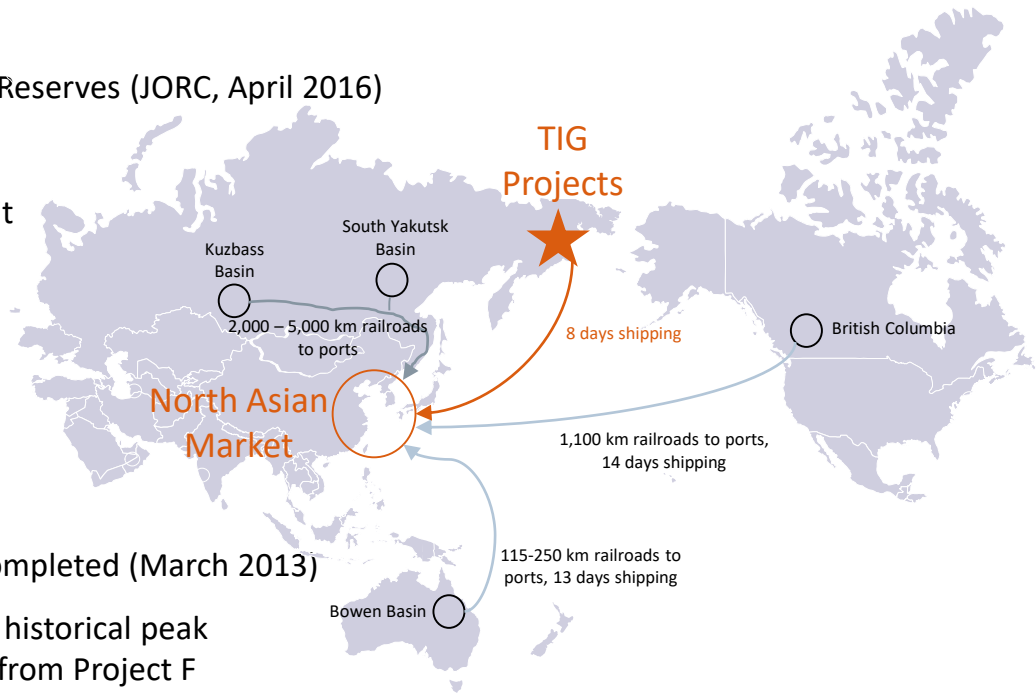 Reserves (JORC, April 2016)
TIG
Projects
t
South Yakutsk
Basin
Kuzbass
Basin
2,000 – 5,000 km railroads
to ports
8 days shipping
British Columbia
North Asian
Market
1,100 km railroads to ports,
14 days shipping
ompleted (March 2013)
115-250 km railroads to
ports, 13 days shipping
Bowen Basin
historical peak
from Project F